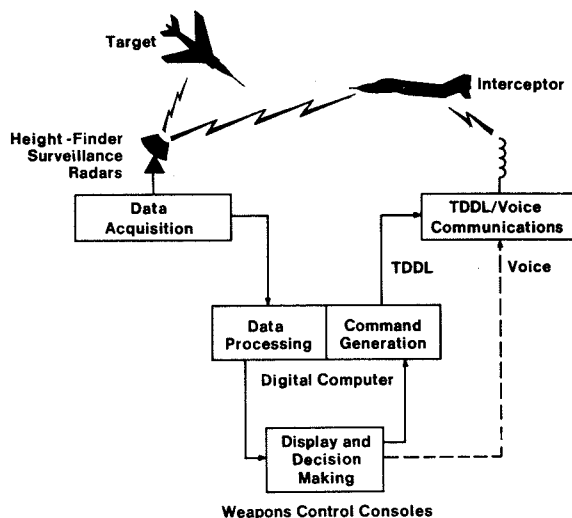 Target
Interceptor
Height-Finder
Surveillance
Radars
Data
Acquisition
TDDL/Voice
Communications
TDDL
Voice
Data
Processing
Command
Generation
Digital Computer
Display and
Decision
Making
Weapons Control Consoles